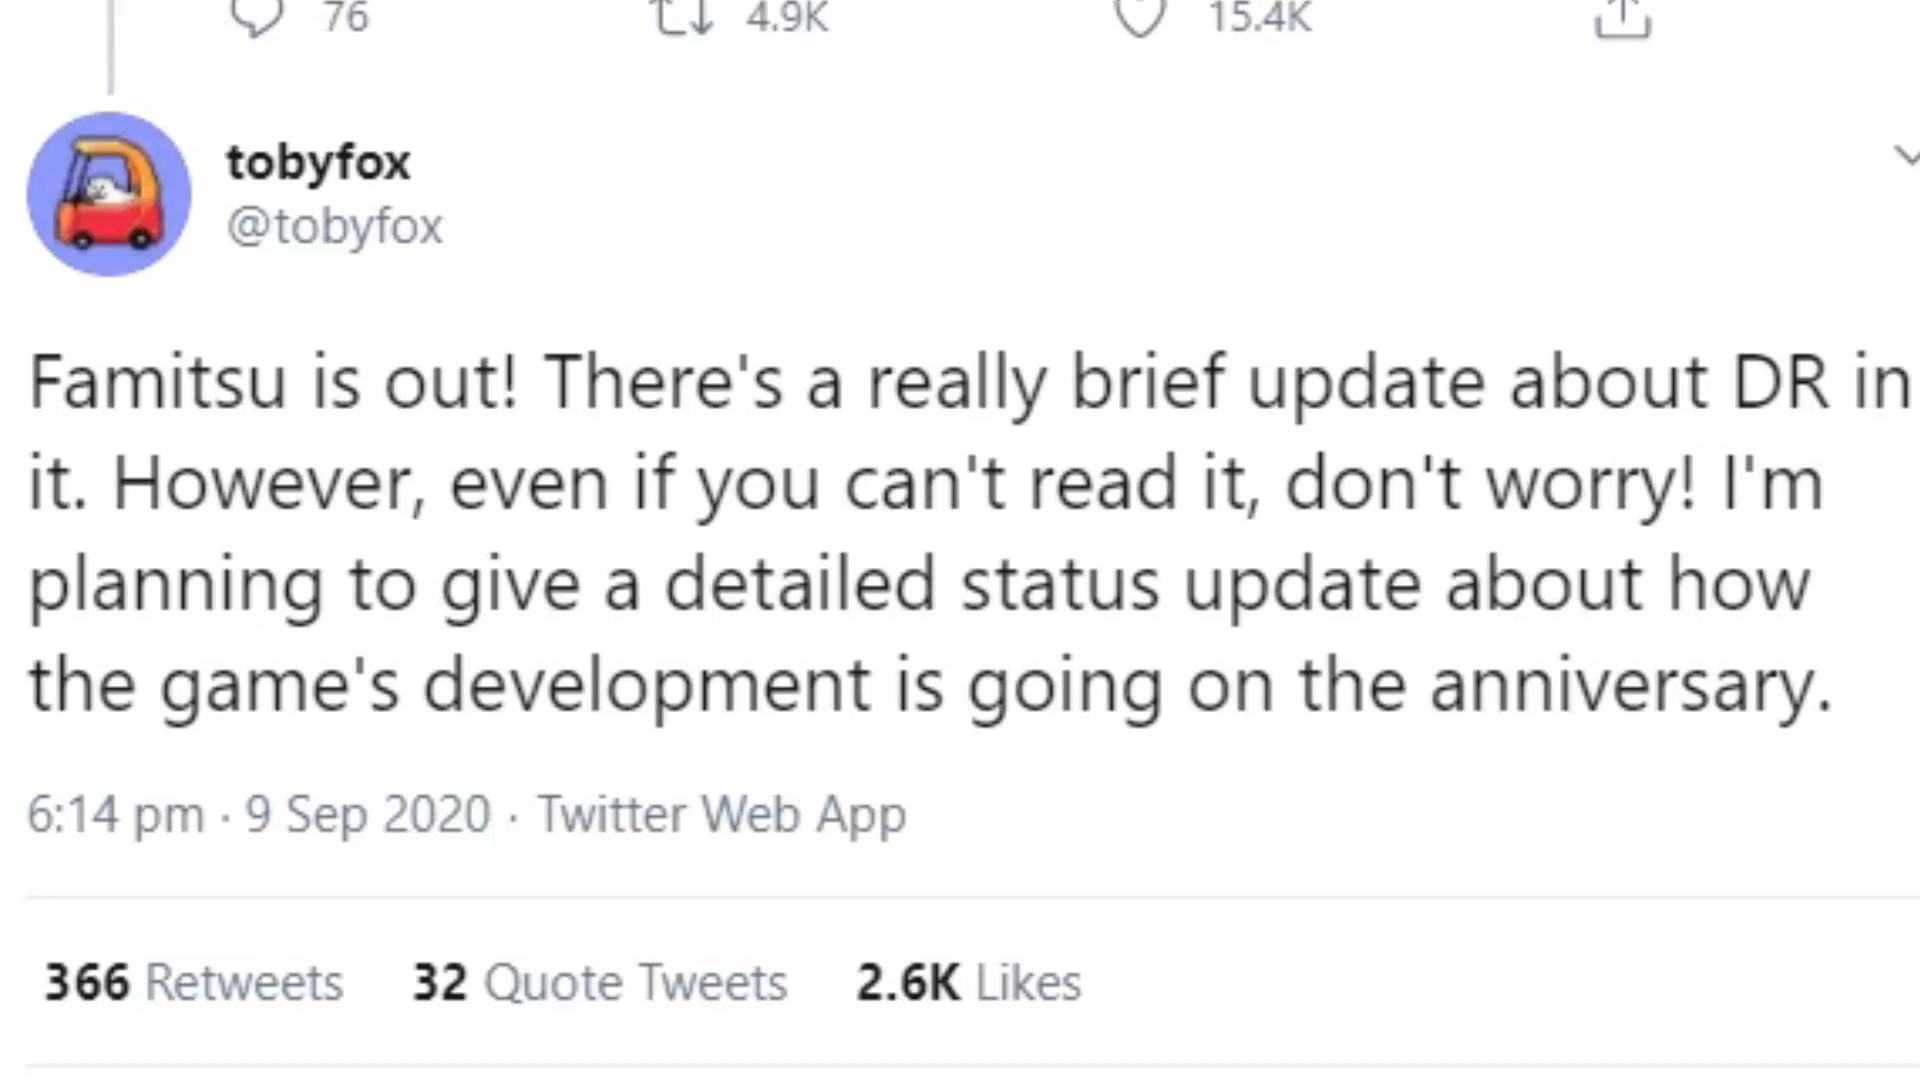 76 4.9K 15.4K
tobyfox
@tobyfox
Famitsu is out! There's a really brief update about DR in
it. However, even if you can't read it, don't worry! I'm
planning to give a detailed status update about how
the game's development is going on the anniversary.
6:14 pm · 9 Sep 2020 · Twitter Web App
366 Retweets 32 Quote Tweets 2.6K Likes